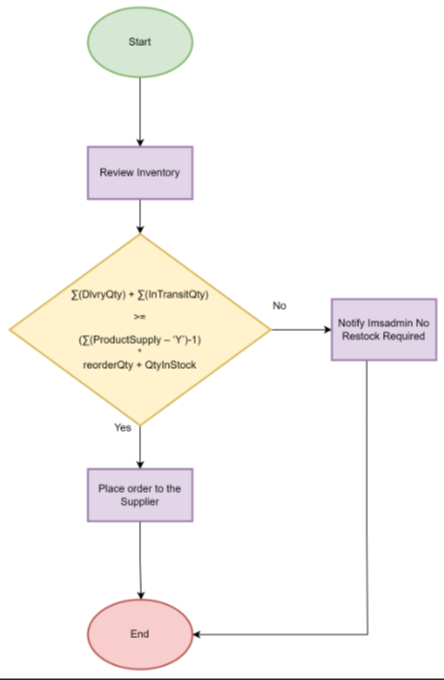 Start
Review Inventory
∑(DlvryQty) + ∑(InTransitQty)
>=
(∑(ProductSupply – 'Y')-1)
*
reorderQty + QtyInStock
No
Notify Imsadmin No
Restock Required
Yes
Place order to the
Supplier
End